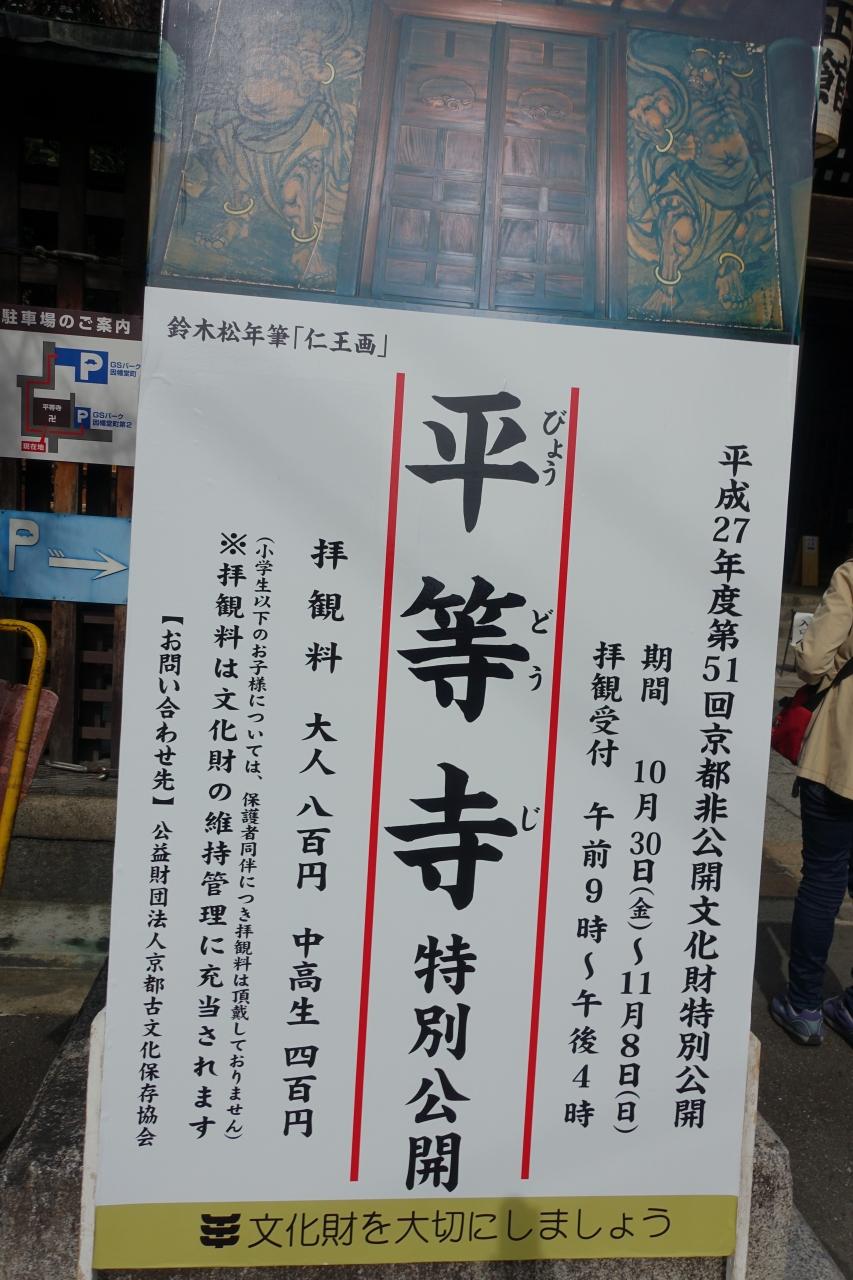 鈴木松年筆「仁王画」
平成27年度第51回京都非公開文化財特別公開
期間 10月30日(金)～11月8日(日)
拝観受付 午前9時～午後4時
びょうどうじ
平等寺特別公開
拝観料 大人 八百円 中高生 四百円
(小学生以下のお子様については、保護者同伴につき拝観料は頂戴しておりません)
※拝観料は文化財の維持管理に充当されます
【お問い合わせ先】 公益財団法人京都古文化保存協会
文化財を大切にしましょう
駐車場のご案内
P
GSパーク
因幡堂町
平等寺
卍
P
GSパーク
因幡堂町第2
現在地
P